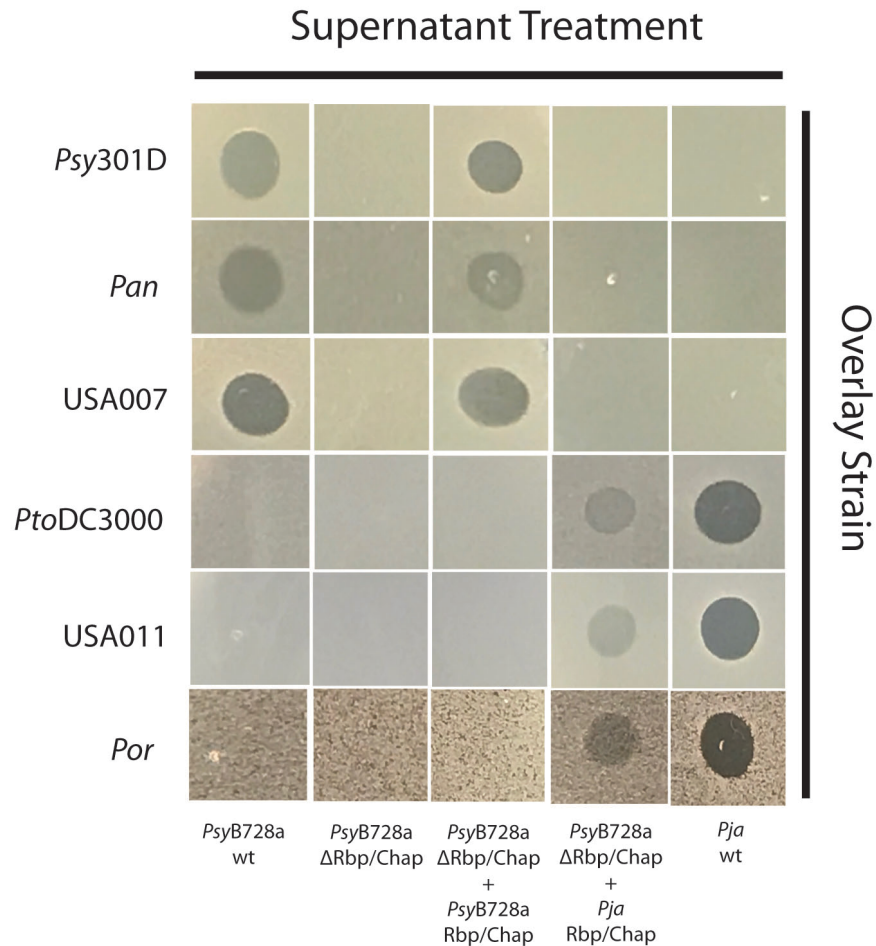 Supernatant Treatment
Psy301D
Pan
USA007
PtoDC3000
USA011
Por
Overlay Strain
PsyB728a
wt
PsyB728a
ΔRbp/Chap
PsyB728a
ΔRbp/Chap
+
PsyB728a
Rbp/Chap
PsyB728a
ΔRbp/Chap
+
Pja
Rbp/Chap
Pja
wt